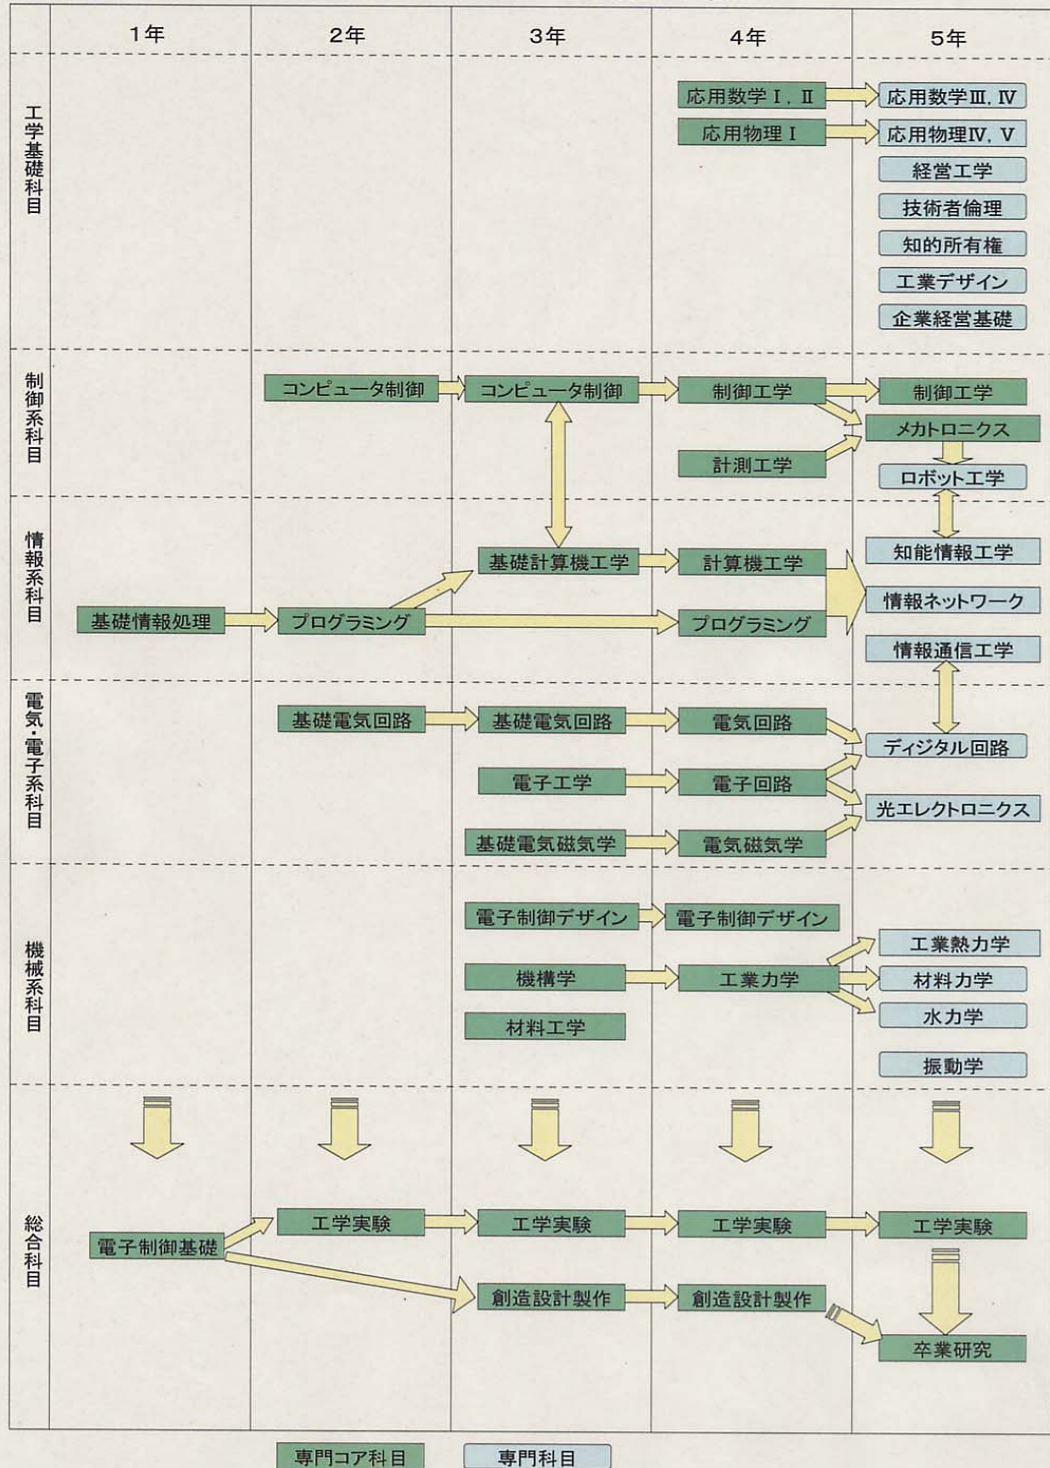 1年
2年
3年
4年
5年
工学基礎科目
応用数学Ⅰ, Ⅱ
応用数学Ⅲ, Ⅳ
応用物理Ⅰ
応用物理Ⅳ, Ⅴ
経営工学
技術者倫理
知的所有権
工業デザイン
企業経営基礎
制御系科目
コンピュータ制御
コンピュータ制御
制御工学
制御工学
メカトロニクス
計測工学
ロボット工学
情報系科目
基礎計算機工学
計算機工学
知能情報工学
情報ネットワーク
基礎情報処理
プログラミング
プログラミング
情報通信工学
電気・電子系科目
基礎電気回路
基礎電気回路
電気回路
ディジタル回路
電子工学
電子回路
光エレクトロニクス
基礎電気磁気学
電気磁気学
機械系科目
電子制御デザイン
電子制御デザイン
工業熱力学
機構学
工業力学
材料力学
水力学
材料工学
振動学
総合科目
電子制御基礎
工学実験
工学実験
工学実験
工学実験
創造設計製作
創造設計製作
卒業研究
専門コア科目
専門科目